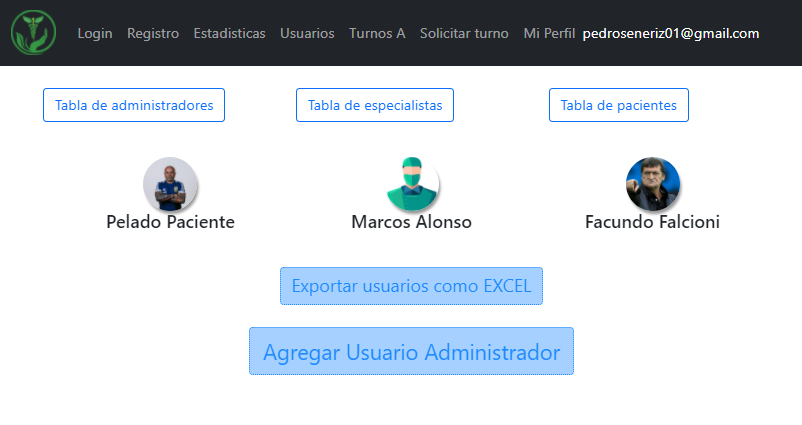 Login Registro Estadisticas Usuarios Turnos A Solicitar turno Mi Perfil pedroseneriz01@gmail.com
Tabla de administradores Tabla de especialistas Tabla de pacientes
Pelado Paciente Marcos Alonso Facundo Falcioni
Exportar usuarios como EXCEL
Agregar Usuario Administrador